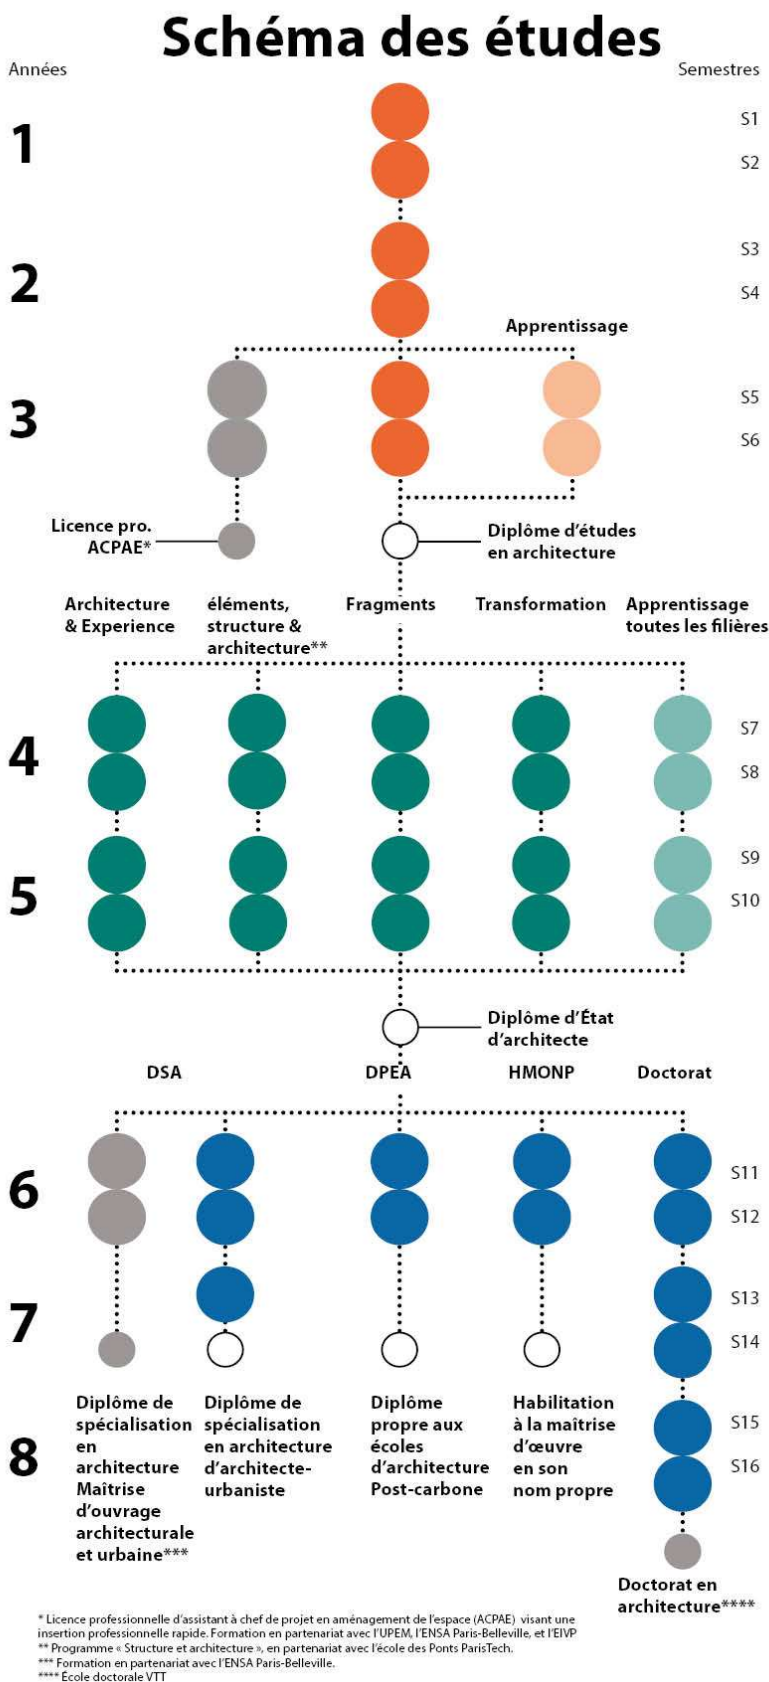 Schéma des études
Années
Semestres
1
S1
S2
2
S3
S4
Apprentissage
3
S5
S6
Licence pro.
ACPAE*
Diplôme d'études
en architecture
Architecture
& Experience
éléments,
structure &
architecture**
Fragments
Transformation
Apprentissage
toutes les filières
4
S7
S8
5
S9
S10
Diplôme d'État
d'architecte
DSA
DPEA
HMONP
Doctorat
6
S11
S12
7
S13
S14
8
S15
S16
Diplôme de
spécialisation
en
architecture
Maîtrise
d'ouvrage
architecturale
et urbaine***
Diplôme de
spécialisation
en architecture
d'architecte-
urbaniste
Diplôme
propre aux
écoles
d'architecture
Post-carbone
Habilitation
à la maîtrise
d'œuvre
en son
nom propre
Doctorat en
architecture****
* Licence professionnelle d'assistant à chef de projet en aménagement de l'espace (ACPAE) visant une
insertion professionnelle rapide. Formation en partenariat avec l'UPEM, l'ENSA Paris-Belleville, et l'EIVP
** Programme « Structure et architecture », en partenariat avec l'école des Ponts ParisTech.
*** Formation en partenariat avec l'ENSA Paris-Belleville.
**** École doctorale VTT